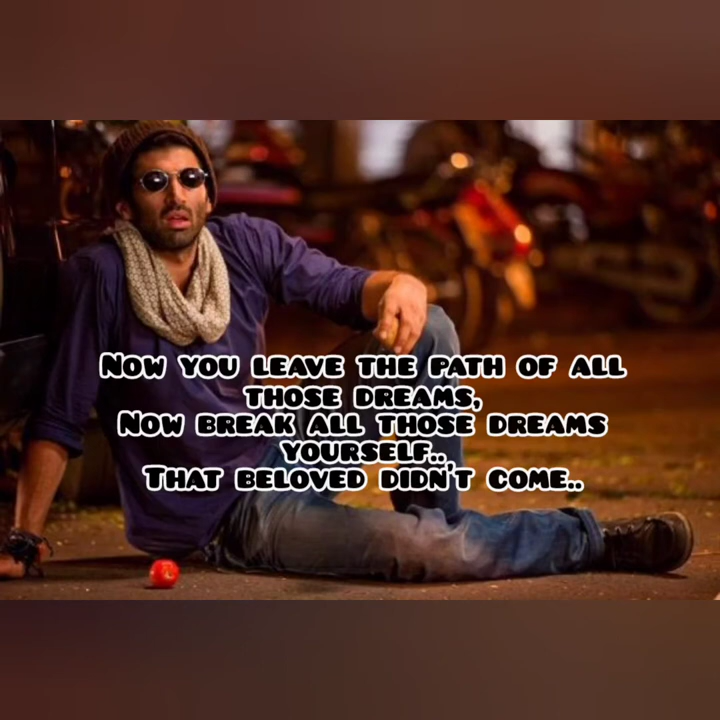 Now you leave the path of all
those dreams,
Now break all those dreams
yourself..
That beloved didn't come..